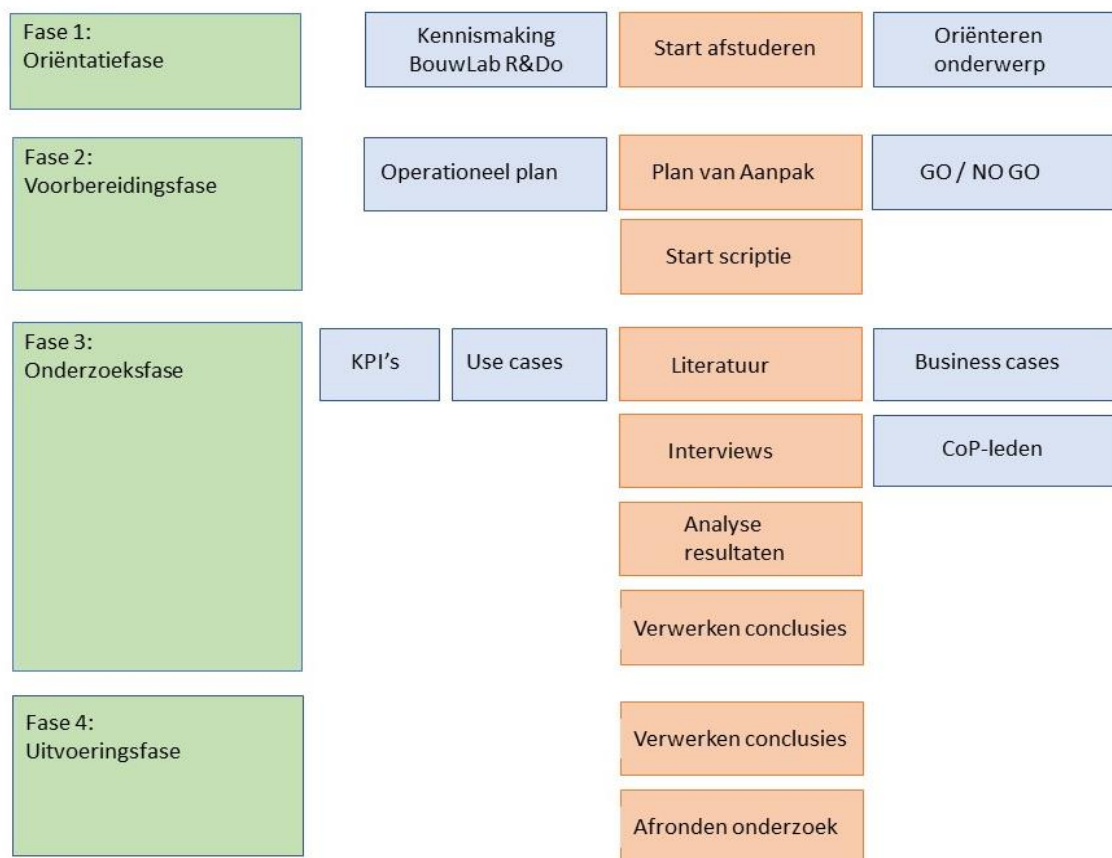 Fase 1:
Oriëntatiefase
Kennismaking
BouwLab R&Do
Start afstuderen
Oriënteren
onderwerp
Fase 2:
Voorbereidingsfase
Operationeel plan
Plan van Aanpak
GO / NO GO
Start scriptie
Fase 3:
Onderzoeksfase
KPI's
Use cases
Literatuur
Business cases
Interviews
CoP-leden
Analyse
resultaten
Verwerken conclusies
Fase 4:
Uitvoeringsfase
Verwerken conclusies
Afronden onderzoek